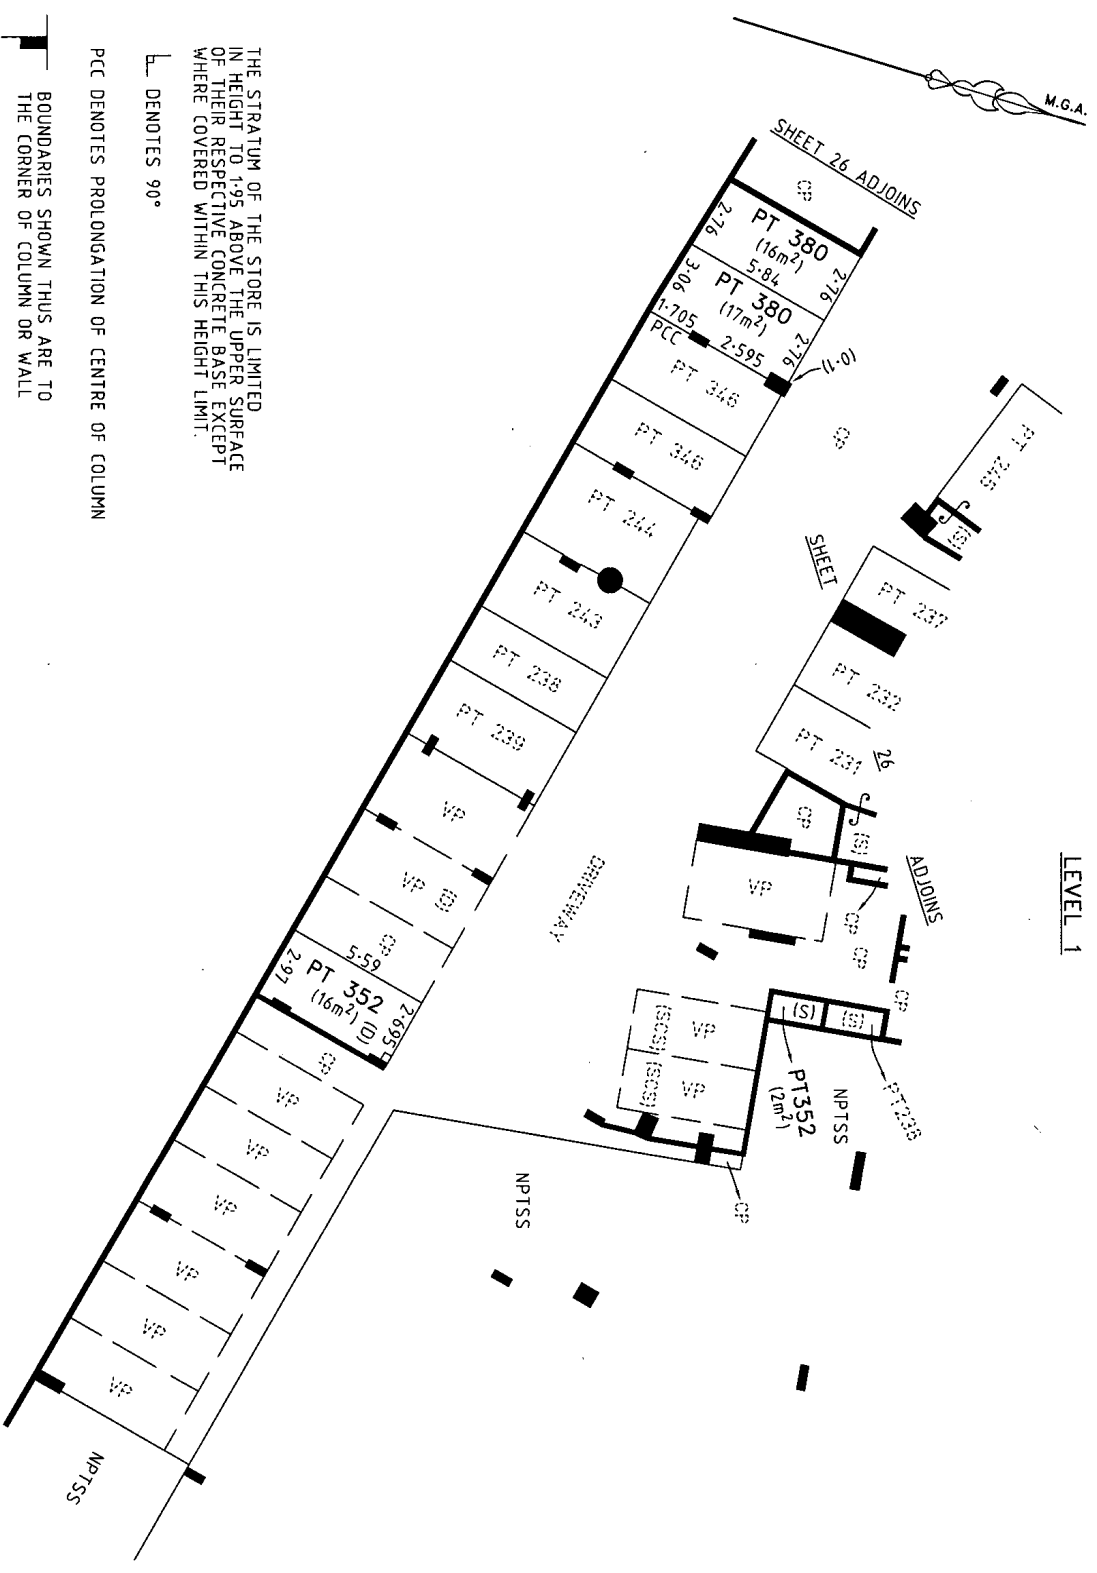 LEVEL 1
M.G.A.
SHEET 26 ADJOINS
CP
PT 380
(16m²)
2·76
2·76
5·84
PT 380
(17m²)
3·06
2·76
1·705
2·595
PCC
(0·1)
PT 346
PT 346
PT 244
PT 243
PT 238
PT 239
VP
VP (D)
CP
5·59
PT 352
(16m²) (D)
2·97
2·695
CP
VP
VP
VP
VP
VP
VP
NPTSS
DRIVEWAY
CP
SHEET
26
ADJOINS
PT 246
(S)
PT 237
PT 232
PT 231
CP
(S)
VP
CP
CP
CP
(S)
(S)
PT238
PT352
(2m²)
NPTSS
VP
(SCS)
VP
(SCS)
CP
NPTSS
THE STRATUM OF THE STORE IS LIMITED
IN HEIGHT TO 1·95 ABOVE THE UPPER SURFACE
OF THEIR RESPECTIVE CONCRETE BASE EXCEPT
WHERE COVERED WITHIN THIS HEIGHT LIMIT.
DENOTES 90°
PCC DENOTES PROLONGATION OF CENTRE OF COLUMN
BOUNDARIES SHOWN THUS ARE TO
THE CORNER OF COLUMN OR WALL